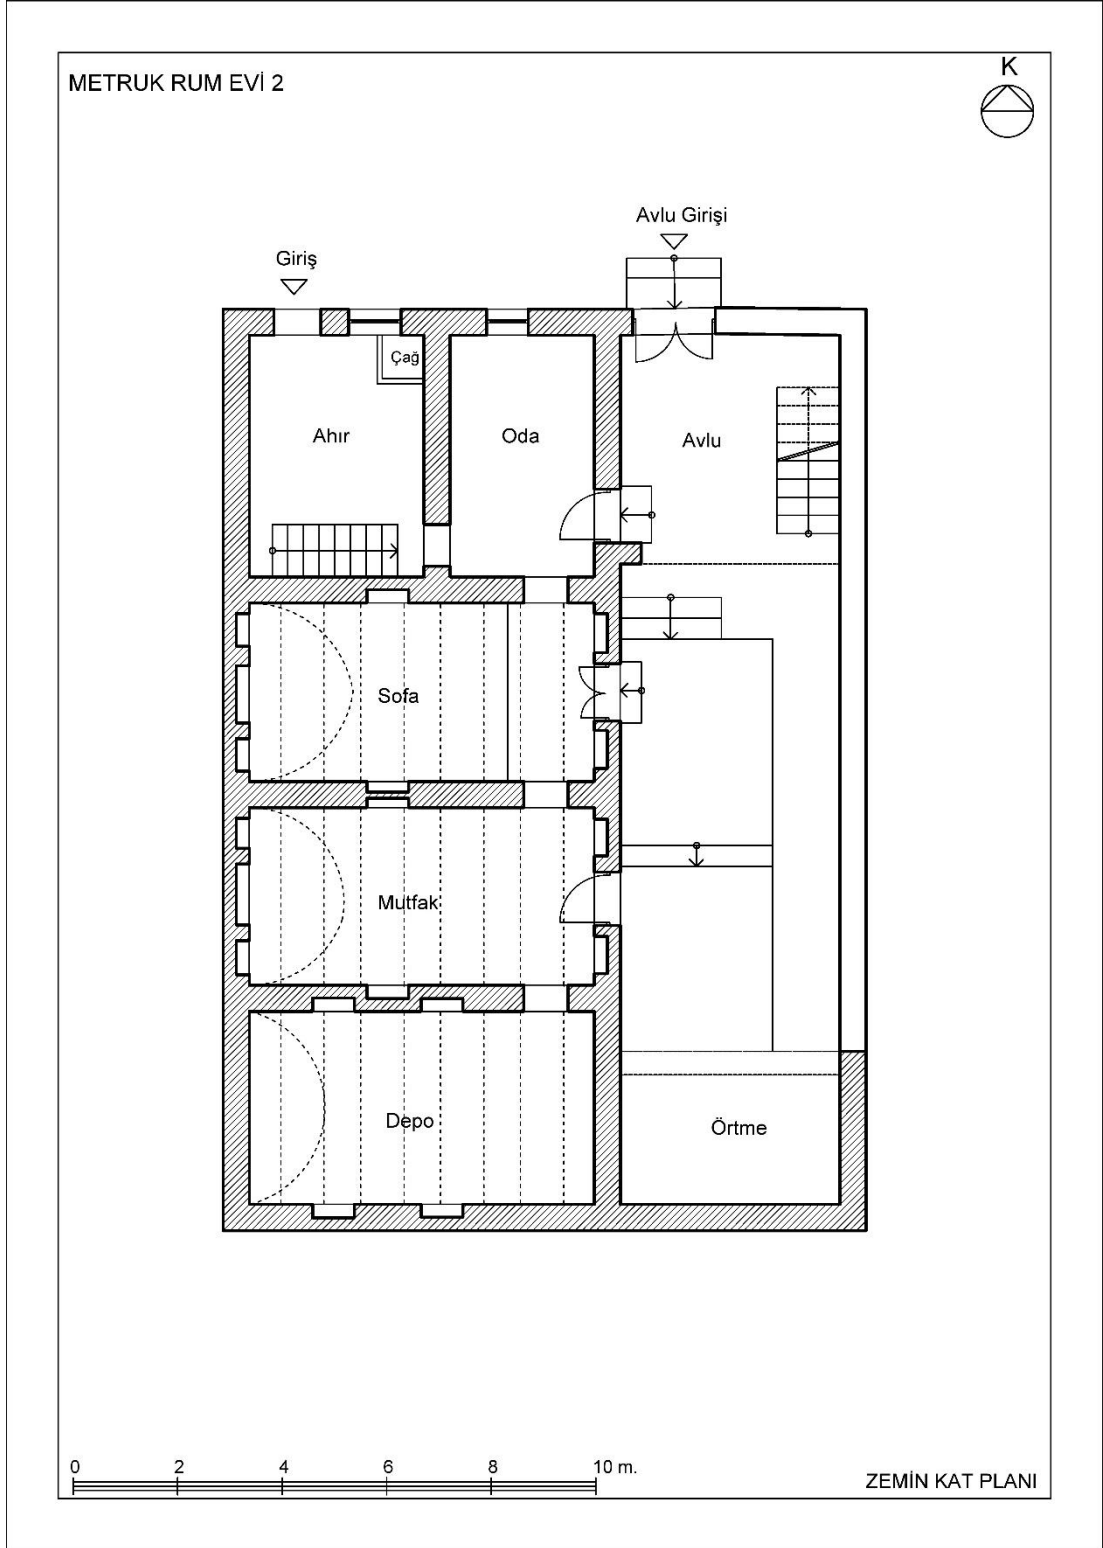 METRUK RUM EVİ 2
K
Avlu Girişi
Giriş
Çağ
Ahır
Oda
Avlu
Sofa
Mutfak
Depo
Örtme
0 2 4 6 8 10 m.
ZEMİN KAT PLANI